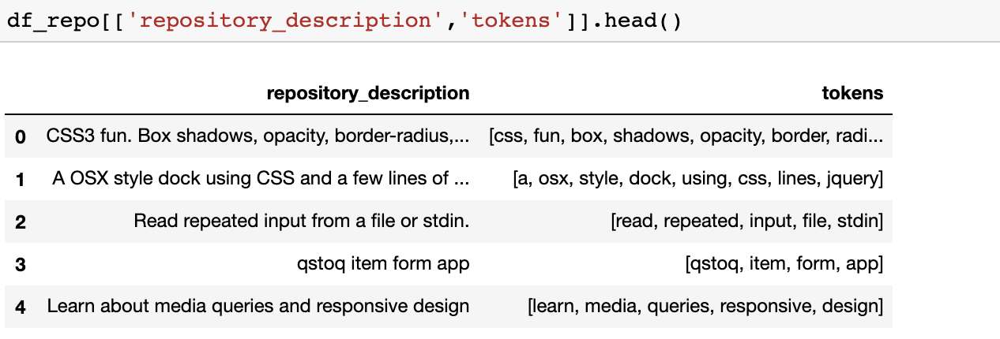 df_repo[['repository_description','tokens']].head()
repository_description tokens
0 CSS3 fun. Box shadows, opacity, border-radius,... [css, fun, box, shadows, opacity, border, radi...
1 A OSX style dock using CSS and a few lines of ... [a, osx, style, dock, using, css, lines, jquery]
2 Read repeated input from a file or stdin. [read, repeated, input, file, stdin]
3 qstoq item form app [qstoq, item, form, app]
4 Learn about media queries and responsive design [learn, media, queries, responsive, design]